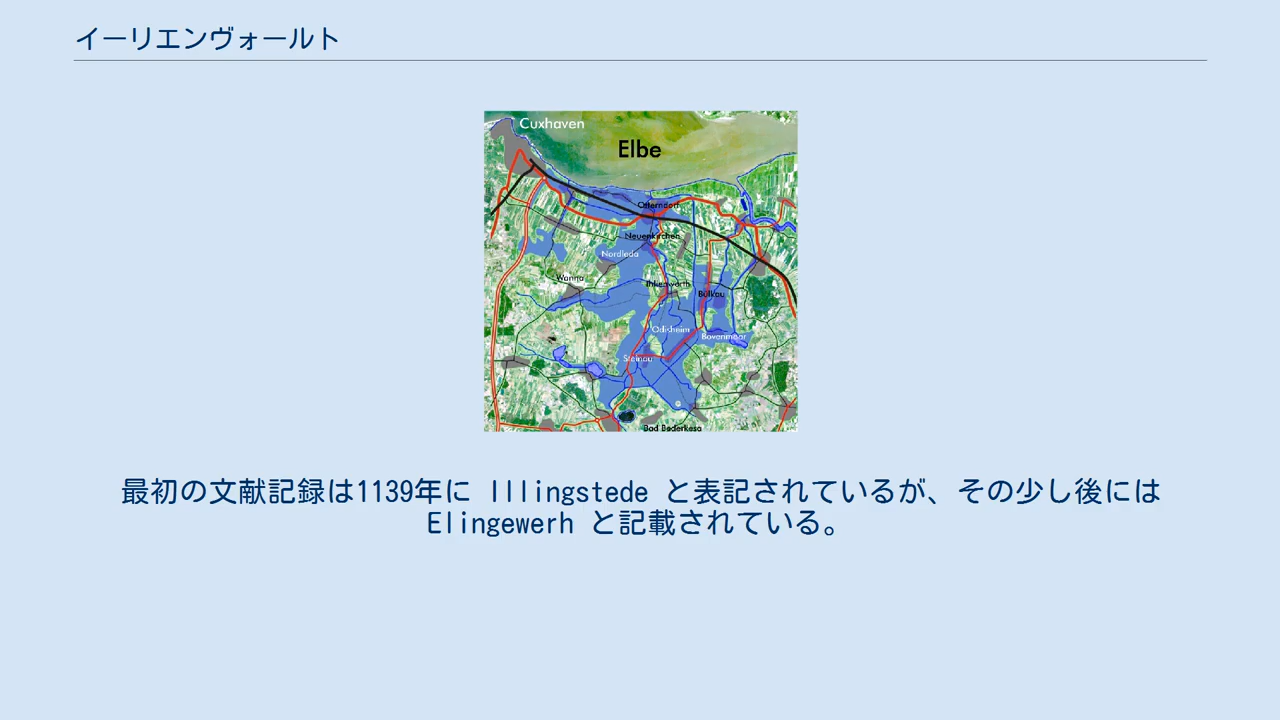 イーリエンヴォールト
Cuxhaven
Elbe
Otterndorf
Neuenkirchen
Nordleda
Wanna
Ihlienworth
Bülkau
Odisheim
Bovenmoor
Steinau
Bad Bederkesa
最初の文献記録は1139年に Illingstede と表記されているが、その少し後には
Elingewerh と記載されている。